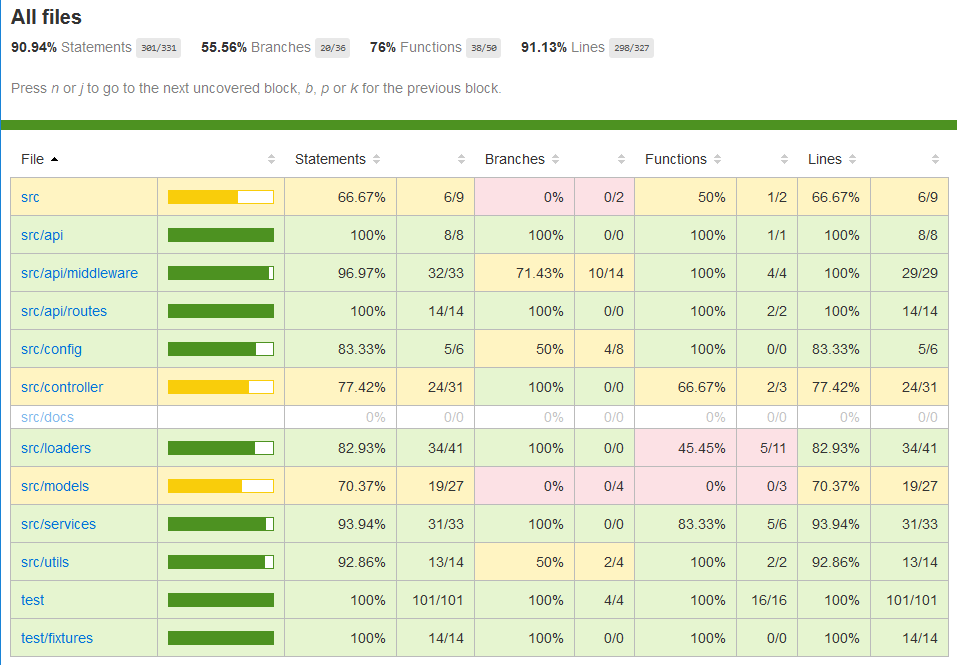 All files
90.94% Statements 301/331 55.56% Branches 20/36 76% Functions 38/50 91.13% Lines 298/327
Press n or j to go to the next uncovered block, b, p or k for the previous block.
File Statements Branches Functions Lines
src 66.67% 6/9 0% 0/2 50% 1/2 66.67% 6/9
src/api 100% 8/8 100% 0/0 100% 1/1 100% 8/8
src/api/middleware 96.97% 32/33 71.43% 10/14 100% 4/4 100% 29/29
src/api/routes 100% 14/14 100% 0/0 100% 2/2 100% 14/14
src/config 83.33% 5/6 50% 4/8 100% 0/0 83.33% 5/6
src/controller 77.42% 24/31 100% 0/0 66.67% 2/3 77.42% 24/31
src/docs 0% 0/0 0% 0/0 0% 0/0 0% 0/0
src/loaders 82.93% 34/41 100% 0/0 45.45% 5/11 82.93% 34/41
src/models 70.37% 19/27 0% 0/4 0% 0/3 70.37% 19/27
src/services 93.94% 31/33 100% 0/0 83.33% 5/6 93.94% 31/33
src/utils 92.86% 13/14 50% 2/4 100% 2/2 92.86% 13/14
test 100% 101/101 100% 4/4 100% 16/16 100% 101/101
test/fixtures 100% 14/14 100% 0/0 100% 0/0 100% 14/14